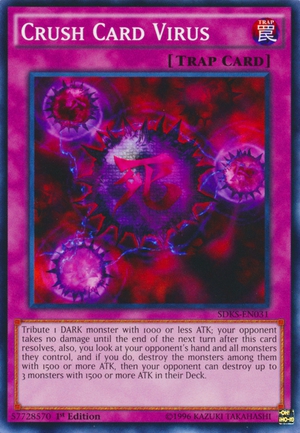 Crush Card Virus
TRAP
罠
[Trap Card]
死
SDKS-EN031
Tribute 1 DARK monster with 1000 or less ATK; your opponent
takes no damage until the end of the next turn after this card
resolves, also, you look at your opponent's hand and all monsters
they control, and if you do, destroy the monsters among them
with 1500 or more ATK, then your opponent can destroy up to
3 monsters with 1500 or more ATK in their Deck.
57728570 1st Edition ©1996 KAZUKI TAKAHASHI